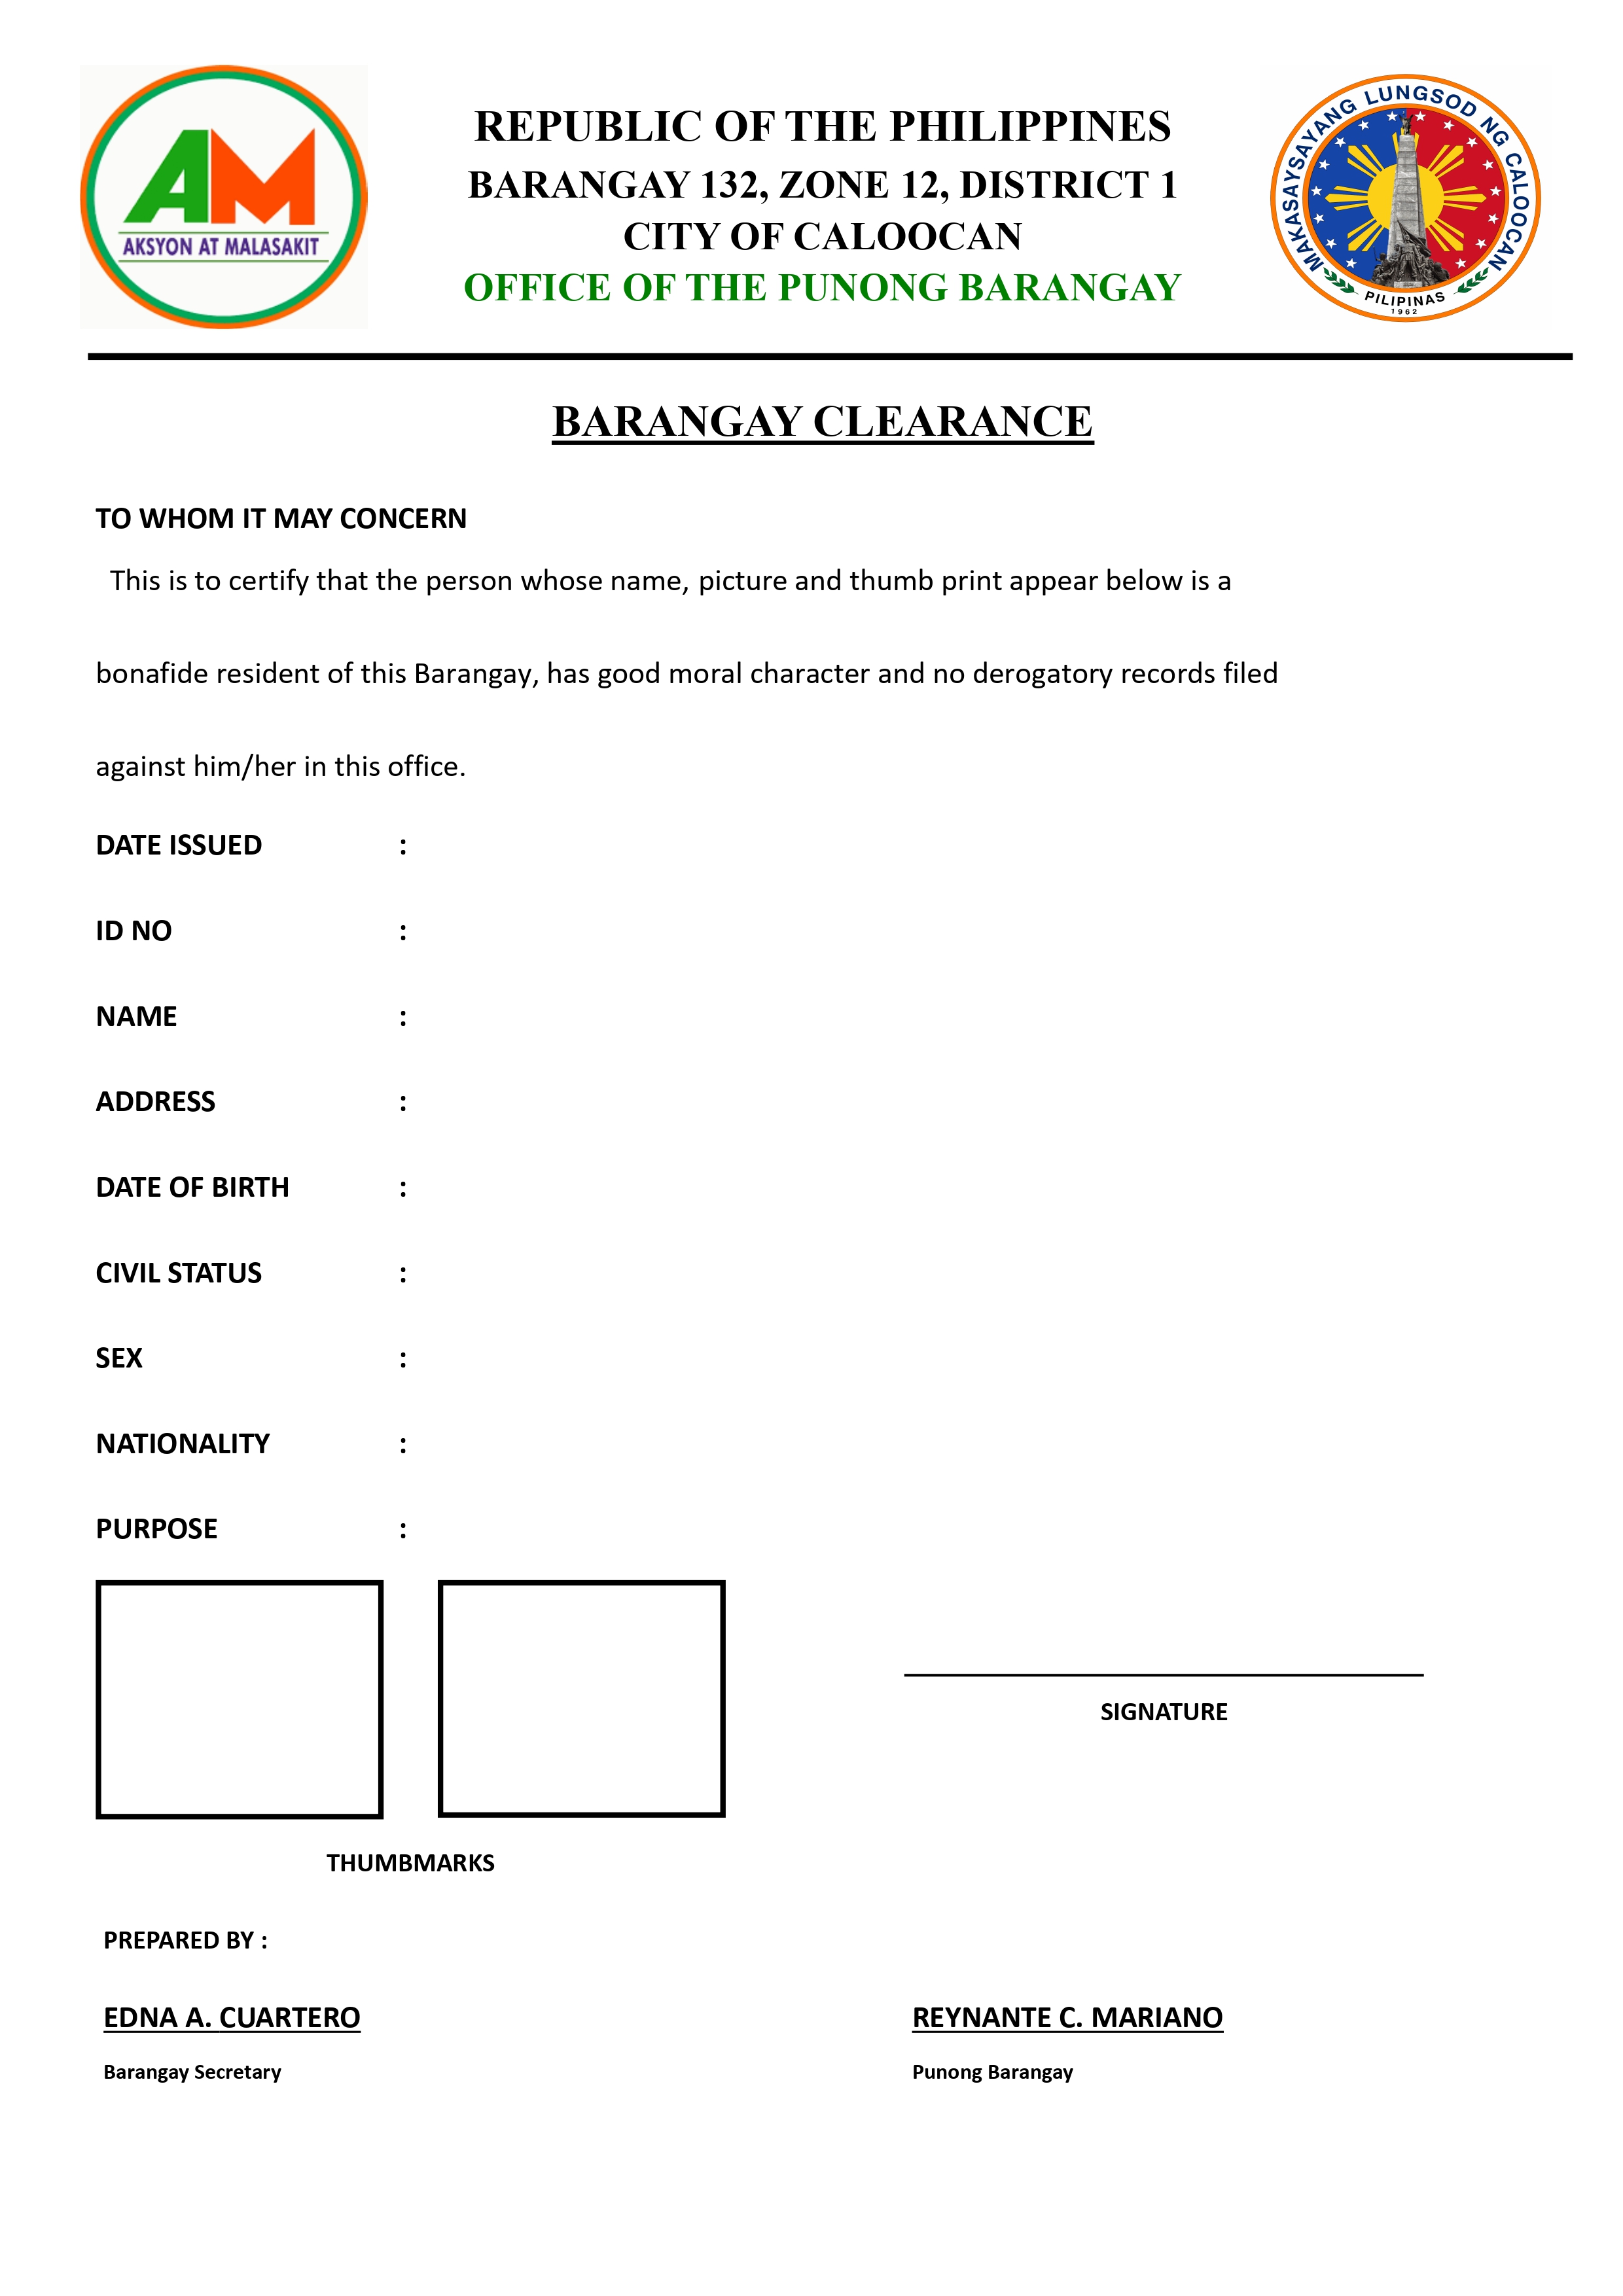 AM
AKSYON AT MALASAKIT
REPUBLIC OF THE PHILIPPINES
BARANGAY 132, ZONE 12, DISTRICT 1
CITY OF CALOOCAN
OFFICE OF THE PUNONG BARANGAY
MAKASAYSAYANG LUNGSOD NG CALOOCAN
PILIPINAS
1962
BARANGAY CLEARANCE
TO WHOM IT MAY CONCERN
This is to certify that the person whose name, picture and thumb print appear below is a
bonafide resident of this Barangay, has good moral character and no derogatory records filed
against him/her in this office.
DATE ISSUED :
ID NO :
NAME :
ADDRESS :
DATE OF BIRTH :
CIVIL STATUS :
SEX :
NATIONALITY :
PURPOSE :
SIGNATURE
THUMBMARKS
PREPARED BY :
EDNA A. CUARTERO REYNANTE C. MARIANO
Barangay Secretary Punong Barangay